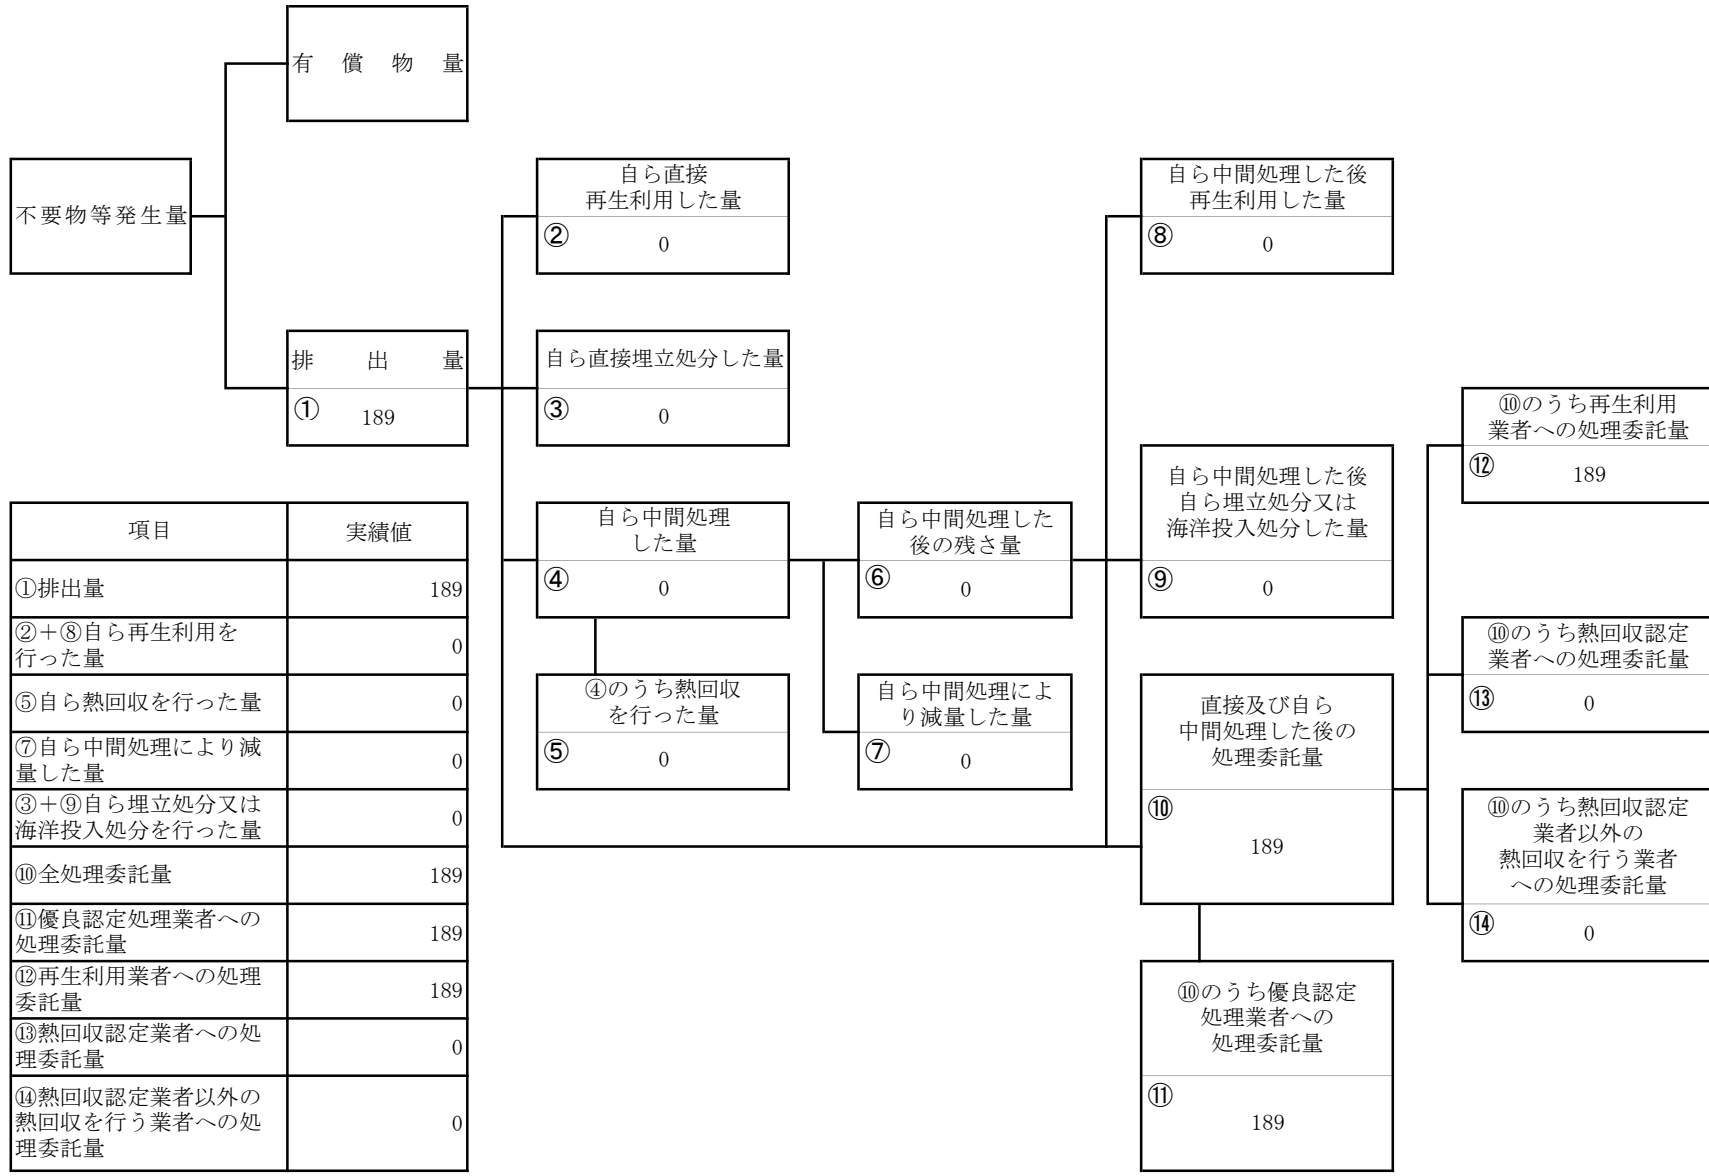 有償物量
不要物等発生量
排出量
① 189
自ら直接
再生利用した量
② 0
自ら直接埋立処分した量
③ 0
自ら中間処理
した量
④ 0
④のうち熱回収
を行った量
⑤ 0
自ら中間処理した
後の残さ量
⑥ 0
自ら中間処理によ
り減量した量
⑦ 0
自ら中間処理した後
再生利用した量
⑧ 0
自ら中間処理した後
自ら埋立処分又は
海洋投入処分した量
⑨ 0
直接及び自ら
中間処理した後の
処理委託量
⑩
189
⑩のうち優良認定
処理業者への
処理委託量
⑪
189
⑩のうち再生利用
業者への処理委託量
⑫ 189
⑩のうち熱回収認定
業者への処理委託量
⑬ 0
⑩のうち熱回収認定
業者以外の
熱回収を行う業者
への処理委託量
⑭ 0
項目 実績値
①排出量 189
②+⑧自ら再生利用を
行った量 0
⑤自ら熱回収を行った量 0
⑦自ら中間処理により減
量した量 0
③+⑨自ら埋立処分又は
海洋投入処分を行った量 0
⑩全処理委託量 189
⑪優良認定処理業者への
処理委託量 189
⑫再生利用業者への処理
委託量 189
⑬熱回収認定業者への処
理委託量 0
⑭熱回収認定業者以外の
熱回収を行う業者への処
理委託量 0